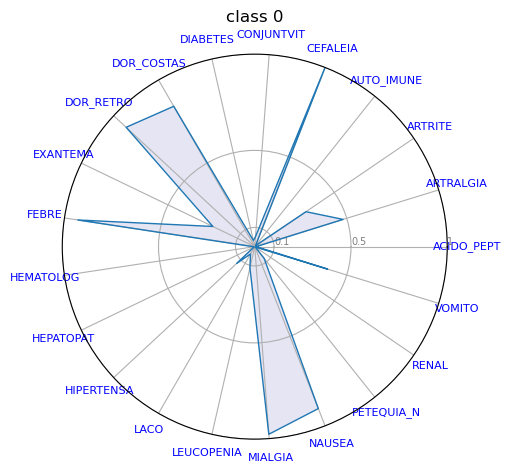 class 0
CONJUNTVIT
DIABETES
CEFALEIA
DOR_COSTAS
AUTO_IMUNE
DOR_RETRO
ARTRITE
EXANTEMA
ARTRALGIA
FEBRE
0.1
0.5
1
ACIDO_PEPT
HEMATOLOG
VOMITO
HEPATOPAT
RENAL
HIPERTENSA
PETEQUIA_N
LACO
NAUSEA
LEUCOPENIA
MIALGIA